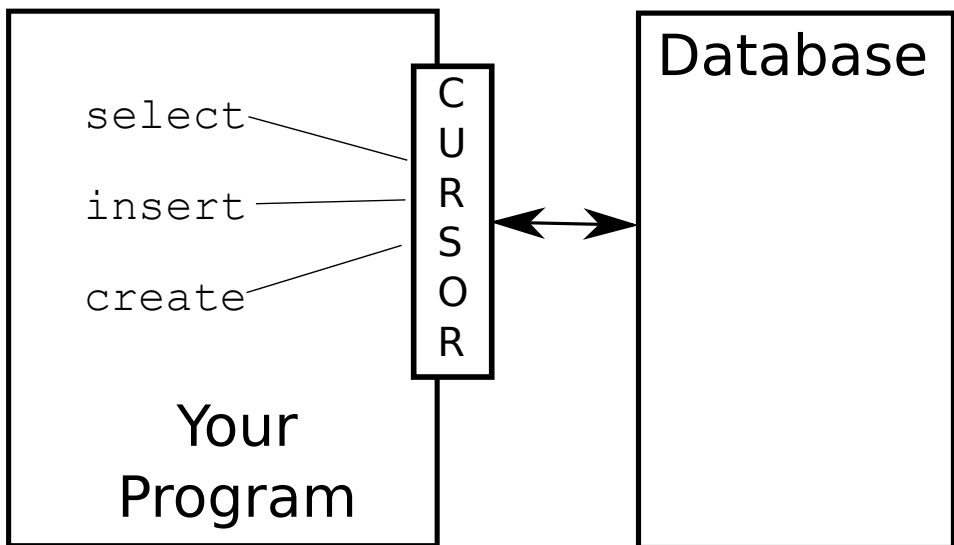 select
insert
create
Your
Program
C
U
R
S
O
R
Database